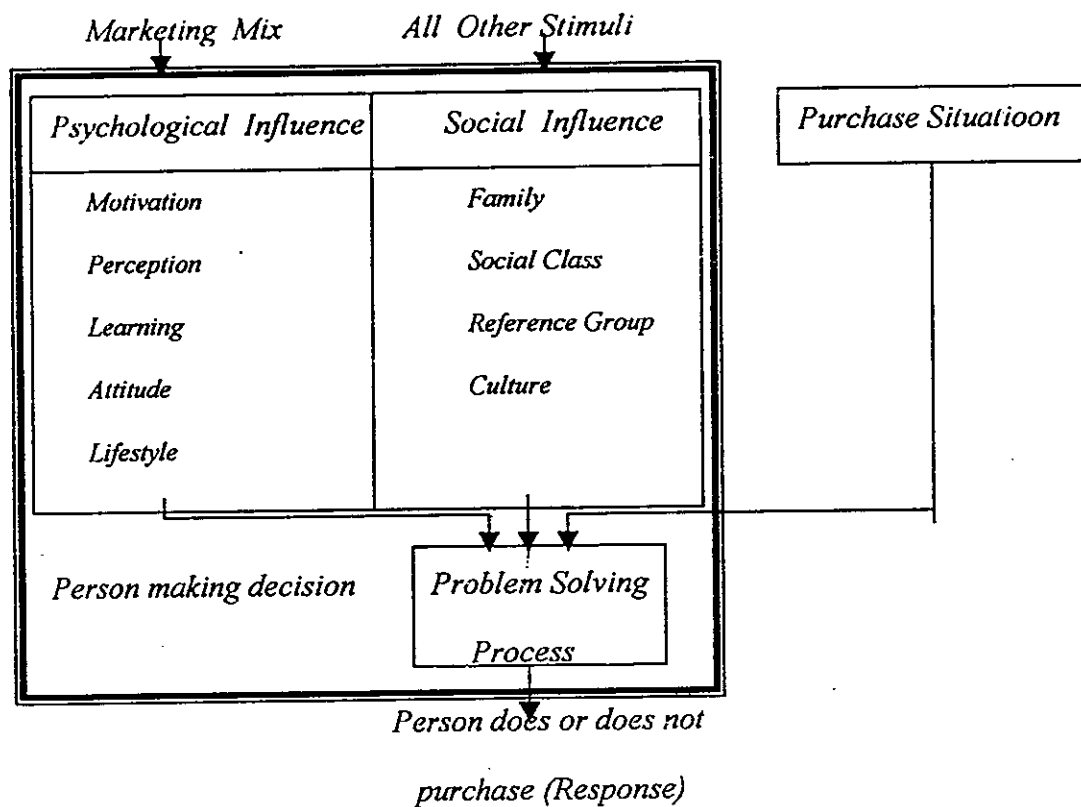 Marketing Mix
All Other Stimuli
Psychological Influence
Social Influence
Purchase Situatioon
Motivation
Family
Perception
Social Class
Learning
Reference Group
Attitude
Culture
Lifestyle
Person making decision
Problem Solving
Process
Person does or does not
purchase (Response)